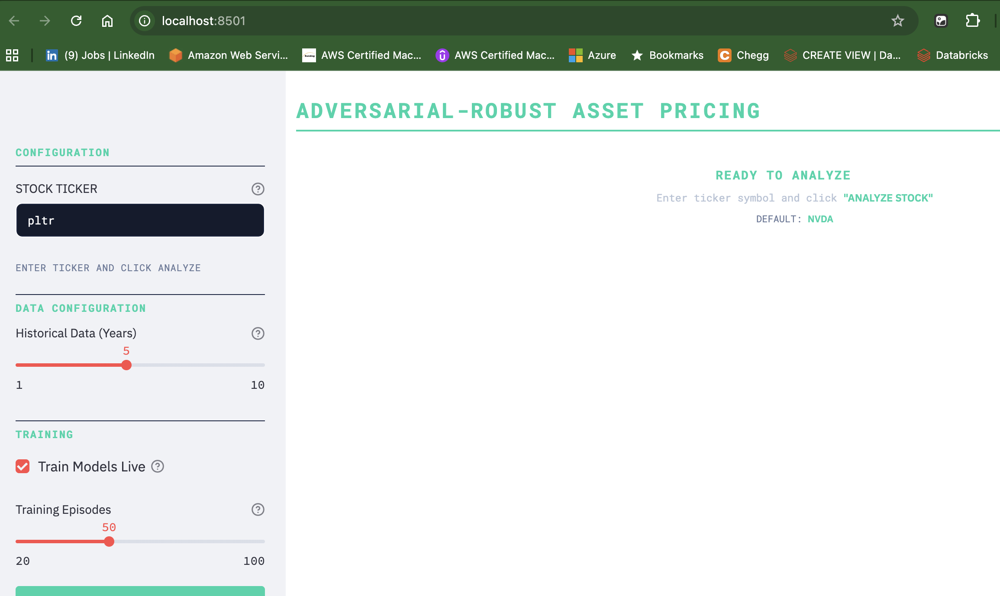 localhost:8501
(9) Jobs | LinkedIn Amazon Web Servi... AWS Certified Mac... AWS Certified Mac... Azure Bookmarks Chegg CREATE VIEW | Da... Databricks
ADVERSARIAL-ROBUST ASSET PRICING
READY TO ANALYZE
Enter ticker symbol and click "ANALYZE STOCK"
DEFAULT: NVDA
CONFIGURATION
STOCK TICKER
pltr
ENTER TICKER AND CLICK ANALYZE
DATA CONFIGURATION
Historical Data (Years)
5
1 10
TRAINING
Train Models Live
Training Episodes
50
20 100